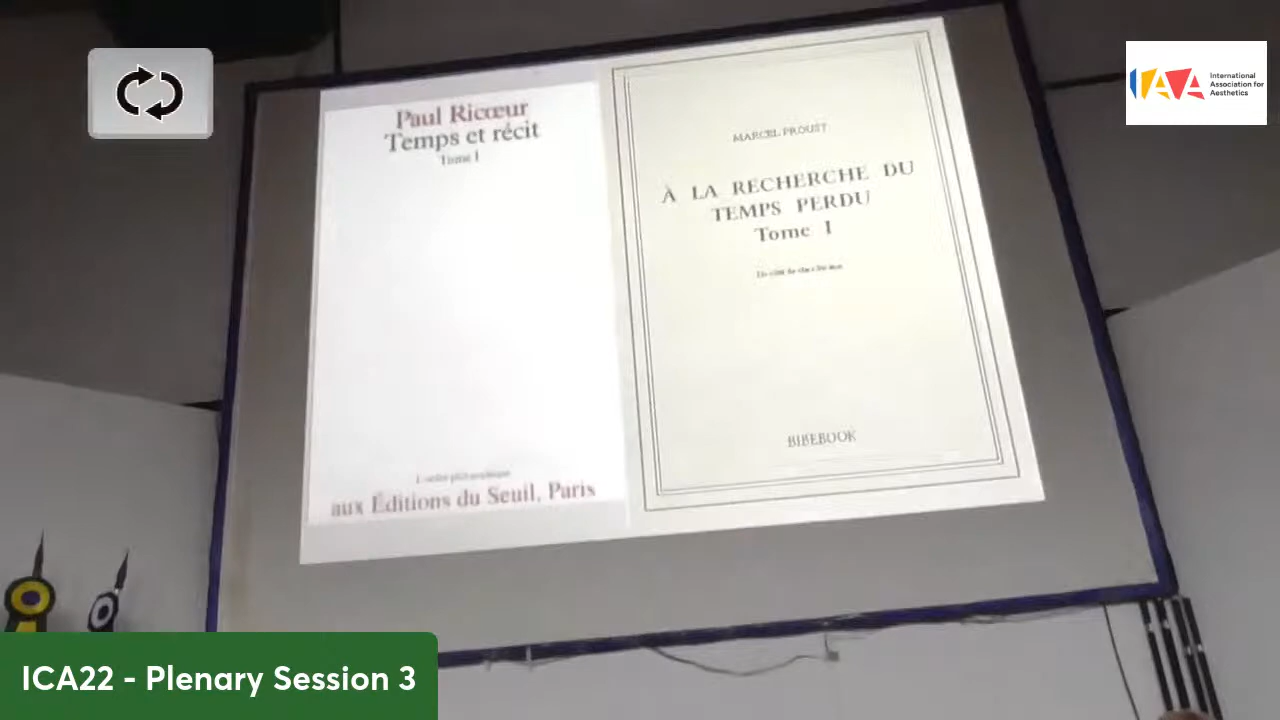 Paul Ricœur
Temps et récit
Tome I
aux Éditions du Seuil, Paris
MARCEL PROUST
À LA RECHERCHE DU
TEMPS PERDU
Tome I
BIBEBOOK
IAA
International
Association for
Aesthetics
ICA22 - Plenary Session 3